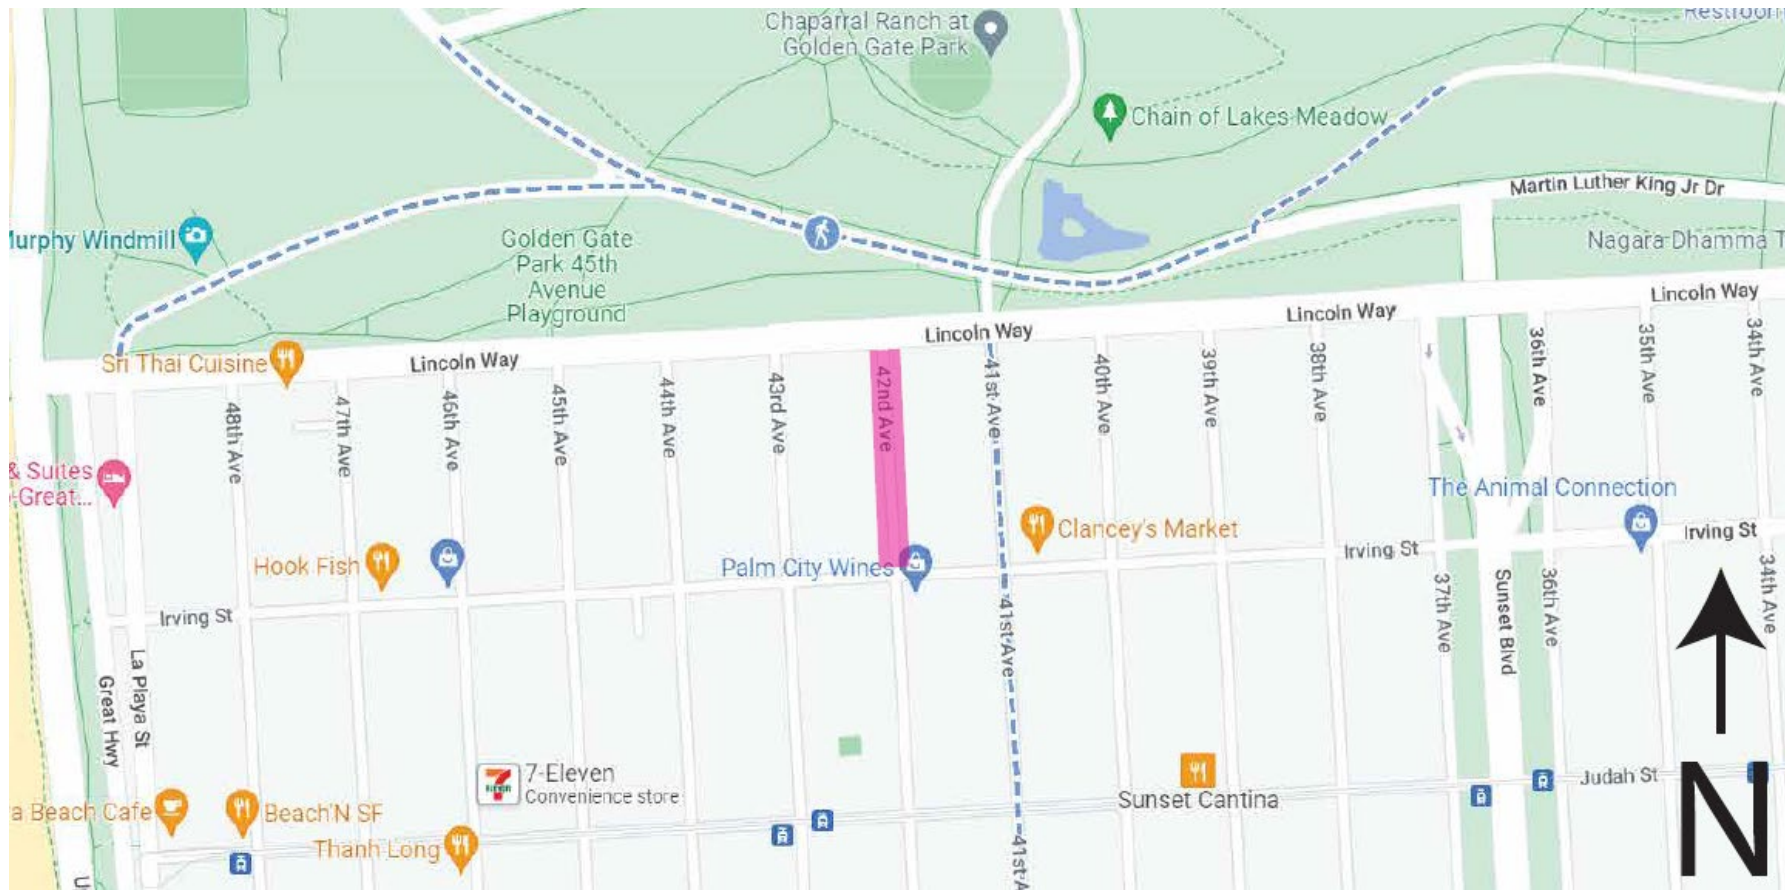 Chaparral Ranch at
Golden Gate Park
Restroom
Chain of Lakes Meadow
Martin Luther King Jr Dr
Murphy Windmill
Golden Gate
Park 45th
Avenue
Playground
Nagara Dhamma T
Lincoln Way
Lincoln Way
Lincoln Way
Lincoln Way
Sri Thai Cuisine
48th Ave
47th Ave
46th Ave
45th Ave
44th Ave
43rd Ave
42nd Ave
41st Ave
40th Ave
39th Ave
38th Ave
36th Ave
35th Ave
34th Ave
& Suites
-Great...
The Animal Connection
Clancey's Market
Irving St
Irving St
Hook Fish
Palm City Wines
Irving St
37th Ave
Sunset Blvd
36th Ave
34th Ave
41st Ave
La Playa St
Great Hwy
7-Eleven
Convenience store
ELEVEN
Sunset Cantina
Judah St
N
a Beach Cafe
Beach'N SF
Thanh Long
41st A